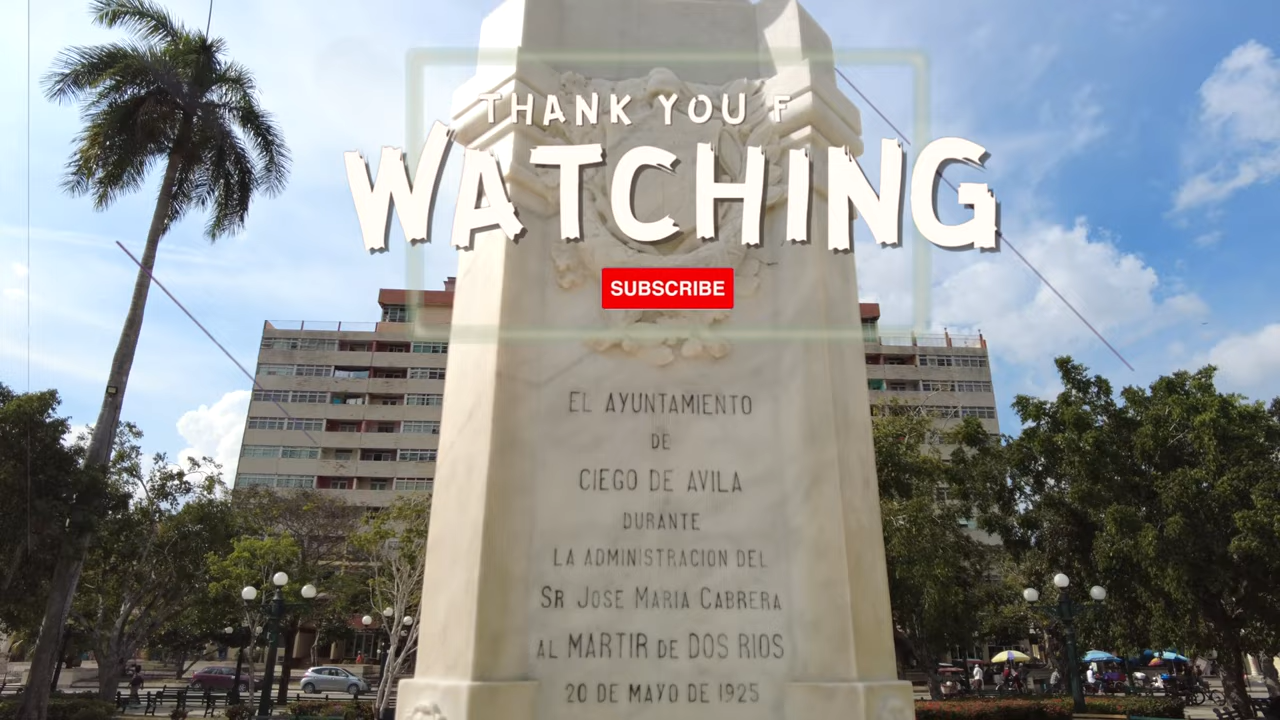 THANK YOU F
WATCHING
SUBSCRIBE
EL AYUNTAMIENTO
DE
CIEGO DE AVILA
DURANTE
LA ADMINISTRACION DEL
SR JOSE MARIA CABRERA
AL MARTIR DE DOS RIOS
20 DE MAYO DE 1925